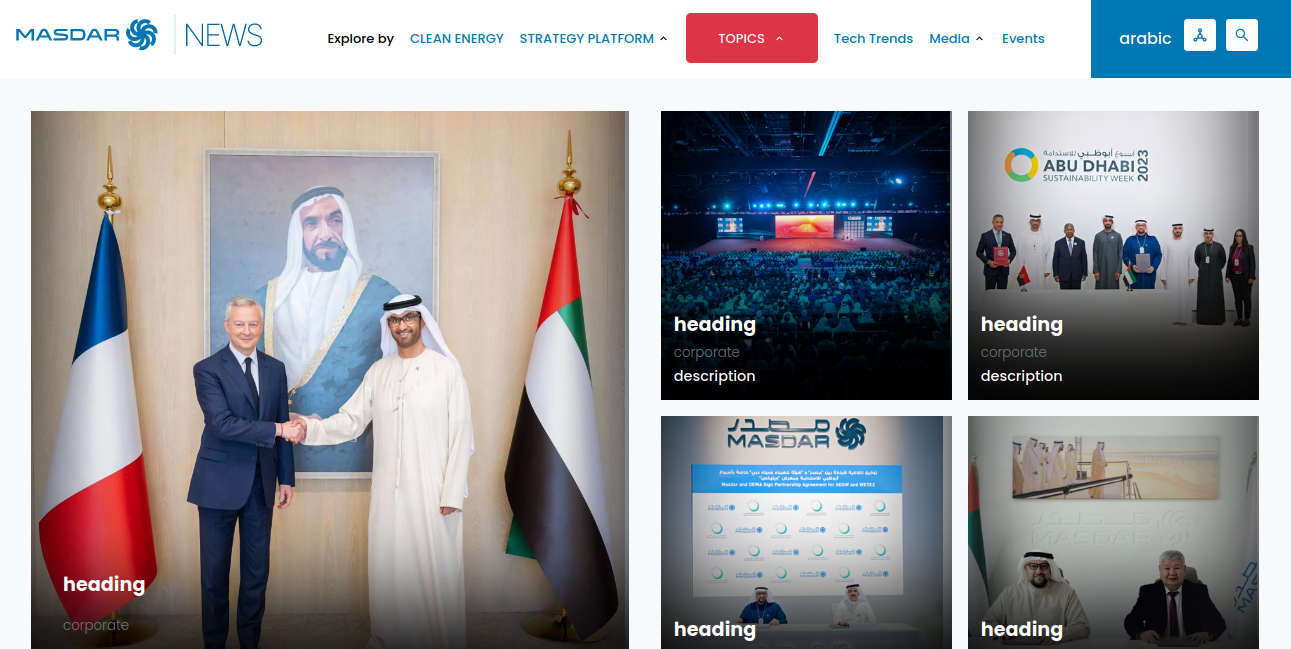 MASDAR NEWS
Explore by CLEAN ENERGY STRATEGY PLATFORM TOPICS Tech Trends Media Events arabic
heading
corporate
heading
corporate
description
أسبوع أبوظبي للاستدامة
ABU DHABI
SUSTAINABILITY WEEK
2023
heading
corporate
description
مصدر
MASDAR
Masdar and DEWA Sign Partnership Agreement for ADSW and WETEX
heading
مصدر
MASDAR
heading